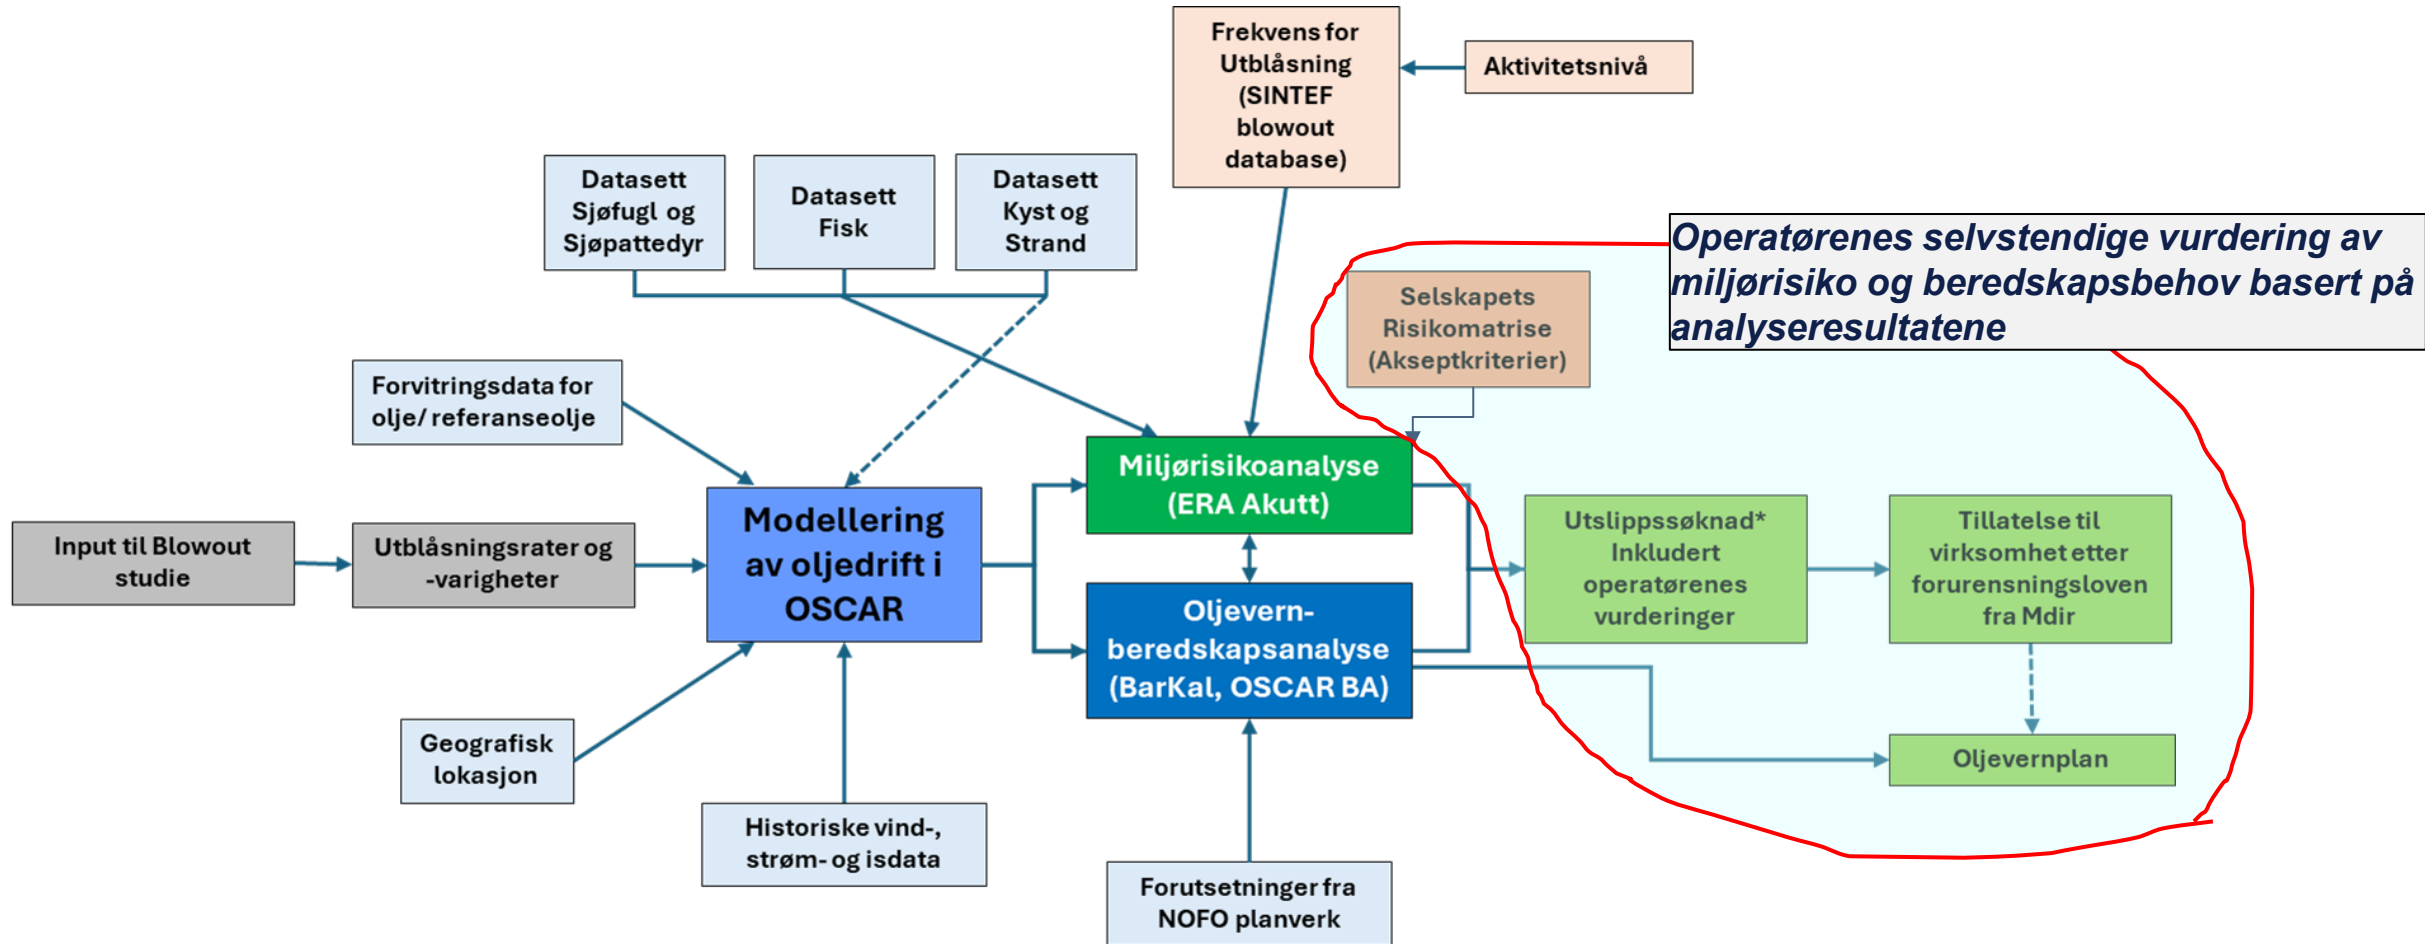 Frekvens for
Utblåsning
(SINTEF
blowout
database)
Aktivitetsnivå
Datasett
Sjøfugl og
Sjøpattedyr
Datasett
Fisk
Datasett
Kyst og
Strand
Operatørenes selvstendige vurdering av
miljørisiko og beredskapsbehov basert på
analyseresultatene
Selskapets
Risikomatrise
(Akseptkriterier)
Forvitringsdata for
olje/ referanseolje
Miljørisikoanalyse
(ERA Akutt)
Input til Blowout
studie
Utblåsningsrater og
-varigheter
Modellering
av oljedrift i
OSCAR
Utslippssøknad*
Inkludert
operatørenes
vurderinger
Tillatelse til
virksomhet etter
forurensningsloven
fra Mdir
Oljevern-
beredskapsanalyse
(BarKal, OSCAR BA)
Geografisk
lokasjon
Oljevernplan
Historiske vind-,
strøm- og isdata
Forutsetninger fra
NOFO planverk